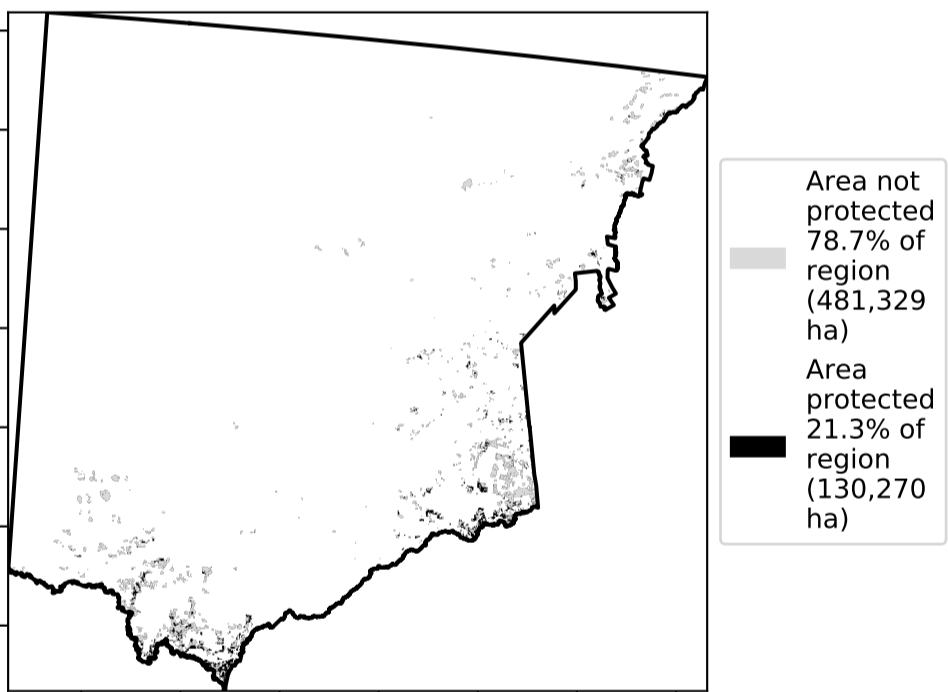 Area not
protected
78.7% of
region
(481,329
ha)
Area
protected
21.3% of
region
(130,270
ha)